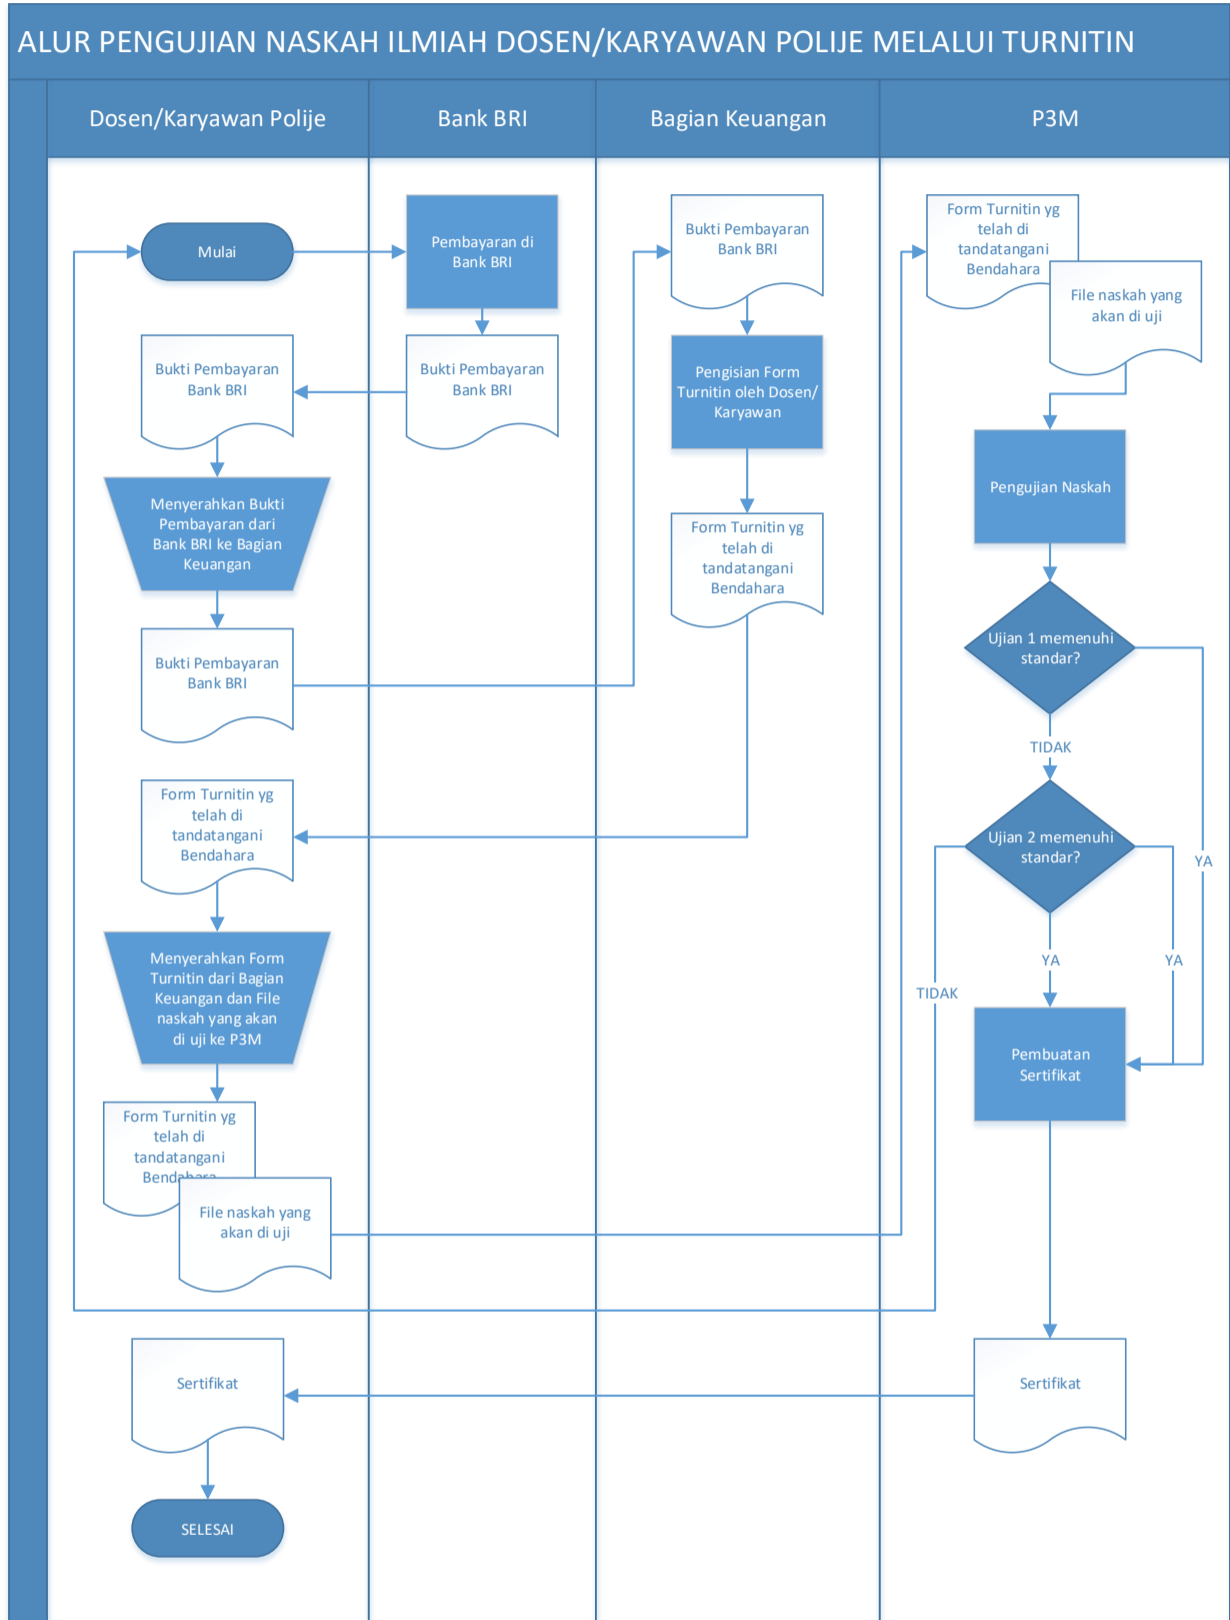 ALUR PENGUJIAN NASKAH ILMIAH DOSEN/KARYAWAN POLIJE MELALUI TURNITIN
Dosen/Karyawan Polije
Bank BRI
Bagian Keuangan
P3M
Mulai
Bukti Pembayaran
Bank BRI
Menyerahkan Bukti
Pembayaran dari
Bank BRI ke Bagian
Keuangan
Bukti Pembayaran
Bank BRI
Form Turnitin yg
telah di
tandatangani
Bendahara
Menyerahkan Form
Turnitin dari Bagian
Keuangan dan File
naskah yang akan
di uji ke P3M
Form Turnitin yg
telah di
tandatangani
Bendahara
File naskah yang
akan di uji
Sertifikat
SELESAI
Pembayaran di
Bank BRI
Bukti Pembayaran
Bank BRI
Bukti Pembayaran
Bank BRI
Pengisian Form
Turnitin oleh Dosen/
Karyawan
Form Turnitin yg
telah di
tandatangani
Bendahara
Form Turnitin yg
telah di
tandatangani
Bendahara
File naskah yang
akan di uji
Pengujian Naskah
Ujian 1 memenuhi
standar?
TIDAK
Ujian 2 memenuhi
standar?
YA
YA
YA
TIDAK
Pembuatan
Sertifikat
Sertifikat